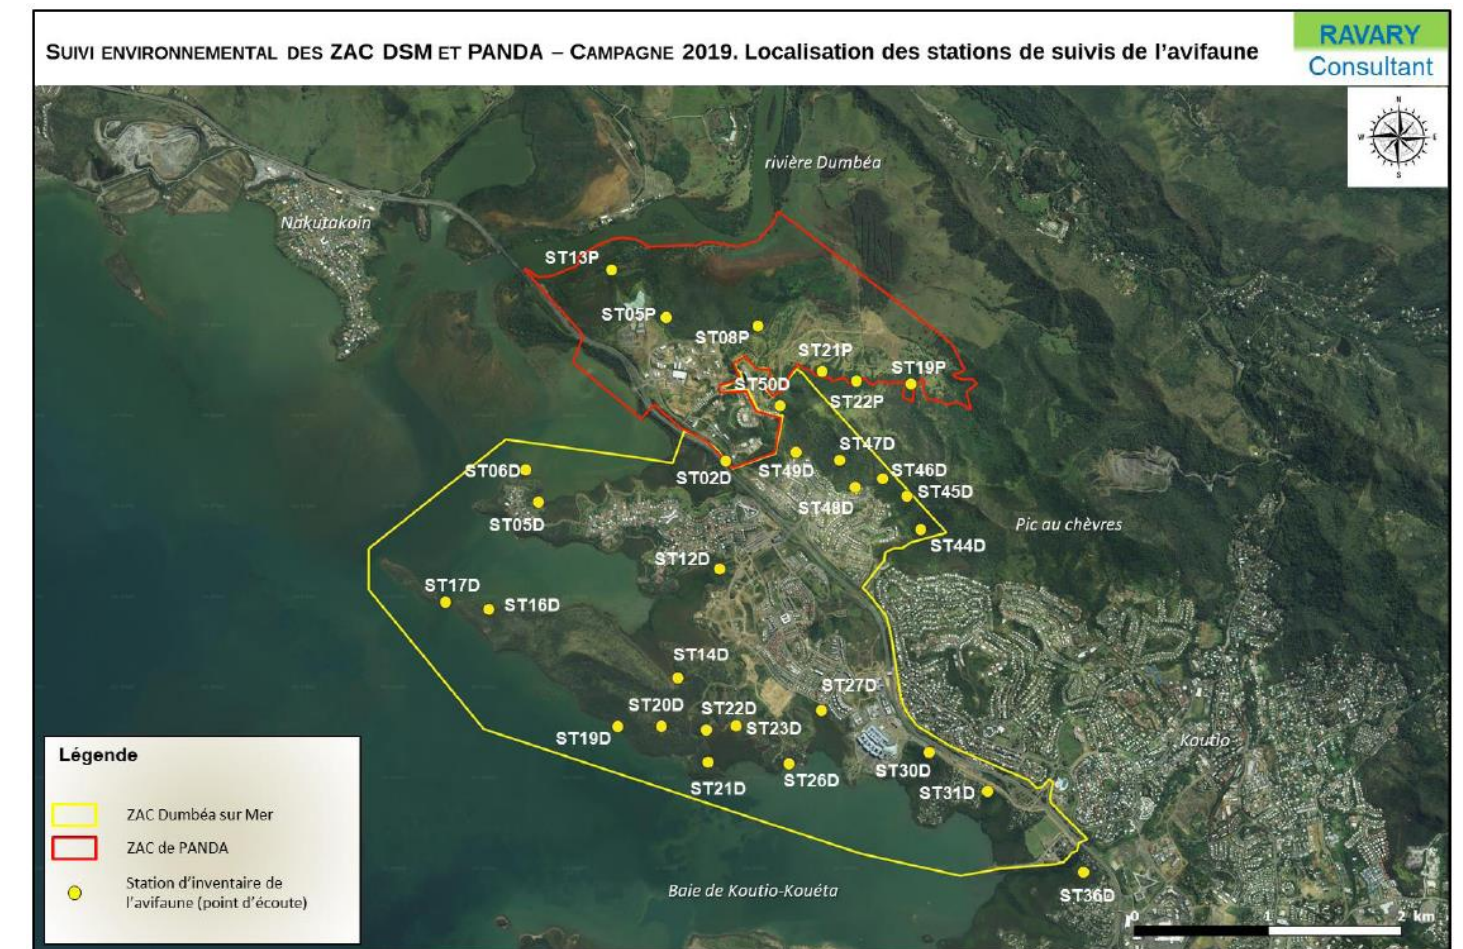 SUIVI ENVIRONNEMENTAL DES ZAC DSM ET PANDA – CAMPAGNE 2019. Localisation des stations de suivis de l'avifaune
RAVARY
Consultant
N
W
E
S
rivière Dumbéa
Nakutakoin
ST13P
ST05P
ST08P
ST21P
ST19P
ST50D
ST22P
ST47D
ST06D
ST02D
ST49D
ST46D
ST45D
ST48D
ST05D
Pic au chèvres
ST44D
ST12D
ST17D
ST16D
ST14D
ST27D
ST20D
ST22D
ST23D
ST19D
Koutio
ST30D
ST26D
ST21D
ST31D
Baie de Koutio-Kouéta
ST36D
0 1 2 km
Légende
ZAC Dumbéa sur Mer
ZAC de PANDA
Station d'inventaire de
l'avifaune (point d'écoute)